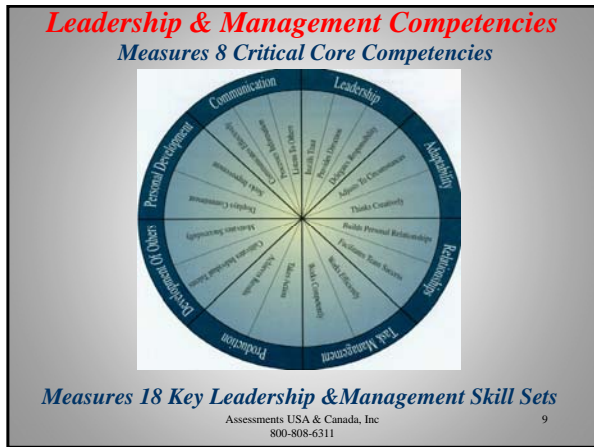 Leadership & Management Competencies
Measures 8 Critical Core Competencies
Communication
Leadership
Adaptability
Relationships
Task Management
Production
Development Of Others
Personal Development
Listens To Others
Processes Information
Communicates Effectively
Instills Trust
Provides Direction
Delegates Responsibility
Adjusts To Circumstances
Thinks Creatively
Builds Personal Relationships
Facilitates Team Success
Works Efficiently
Works Competently
Takes Action
Achieves Results
Cultivates Individual Talents
Motivates Successfully
Displays Commitment
Seeks Improvement
Measures 18 Key Leadership &Management Skill Sets
Assessments USA & Canada, Inc
800-808-6311
9